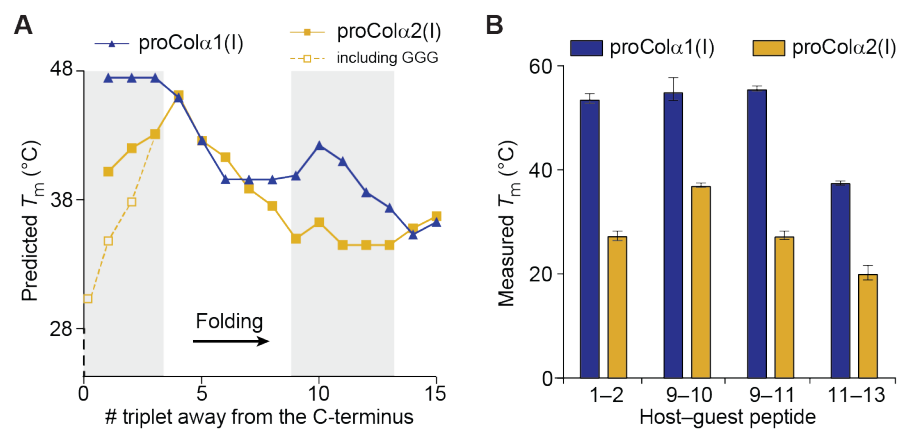 A
proColα1(I)
proColα2(I)
including GGG
48
38
28
Predicted Tm (°C)
Folding
0
5
10
15
# triplet away from the C-terminus
B
proColα1(I)
proColα2(I)
60
40
20
0
Measured Tm (°C)
1–2
9–10
9–11
11–13
Host–guest peptide